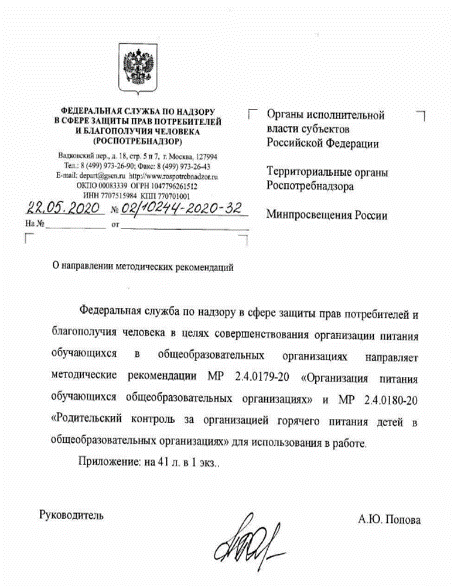 ФЕДЕРАЛЬНАЯ СЛУЖБА ПО НАДЗОРУ
В СФЕРЕ ЗАЩИТЫ ПРАВ ПОТРЕБИТЕЛЕЙ
И БЛАГОПОЛУЧИЯ ЧЕЛОВЕКА
(РОСПОТРЕБНАДЗОР)
Вадковский пер., д. 18, стр. 5 и 7, г. Москва, 127994
Тел.: 8 (499) 973-26-90; Факс: 8 (499) 973-26-43
E-mail: depart@gsen.ru http://www.rospotrebnadzor.ru
ОКПО 00083339 ОГРН 1047796261512
ИНН 7707515984 КПП 770701001
22.05.2020 № 02/10244-2020-32
На № от
Органы исполнительной
власти субъектов
Российской Федерации
Территориальные органы
Роспотребнадзора
Минпросвещения России
О направлении методических рекомендаций
Федеральная служба по надзору в сфере защиты прав потребителей и
благополучия человека в целях совершенствования организации питания
обучающихся в общеобразовательных организациях направляет
методические рекомендации МР 2.4.0179-20 «Организация питания
обучающихся общеобразовательных организациях» и МР 2.4.0180-20
«Родительский контроль за организацией горячего питания детей в
общеобразовательных организациях» для использования в работе.
Приложение: на 41 л. в 1 экз..
Руководитель А.Ю. Попова